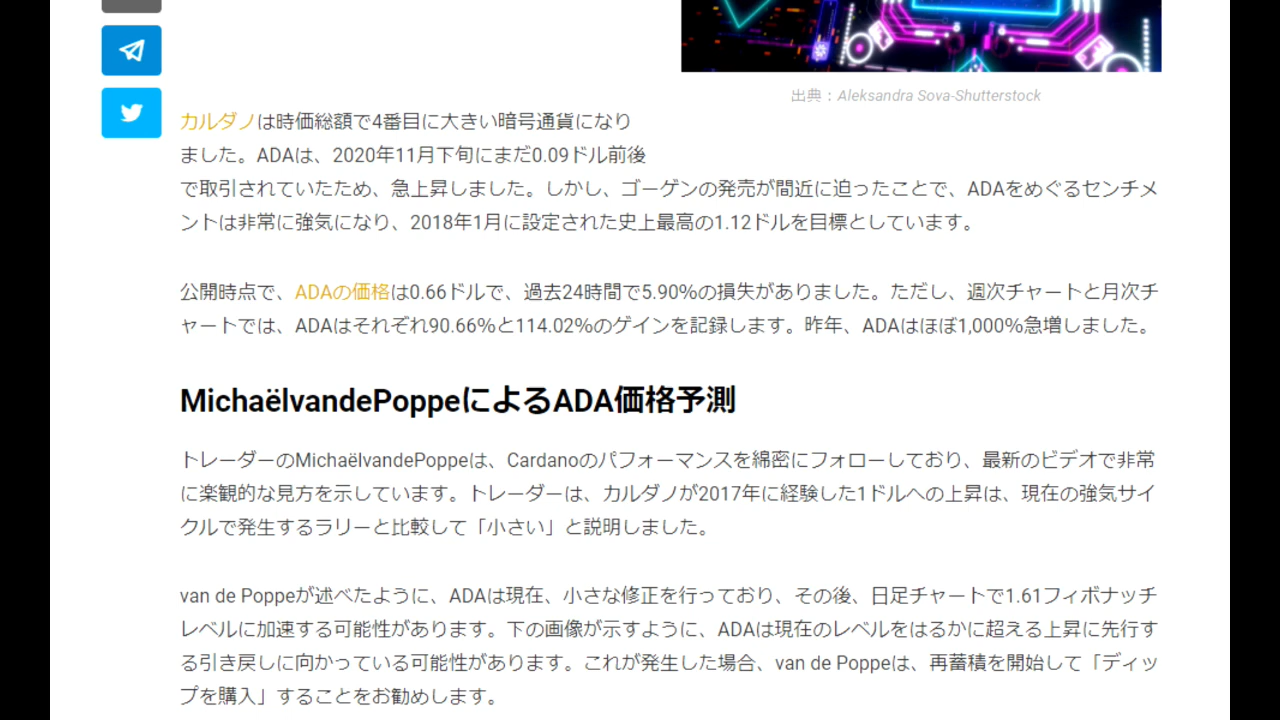 出典：Aleksandra Sova-Shutterstock
カルダノは時価総額で4番目に大きい暗号通貨になり
ました。ADAは、2020年11月下旬にまだ0.09ドル前後
で取引されていたため、急上昇しました。しかし、ゴーゲンの発売が間近に迫ったことで、ADAをめぐるセンチメ
ントは非常に強気になり、2018年1月に設定された史上最高の1.12ドルを目標としています。
公開時点で、ADAの価格は0.66ドルで、過去24時間で5.90%の損失がありました。ただし、週次チャートと月次チ
ャートでは、ADAはそれぞれ90.66%と114.02%のゲインを記録します。昨年、ADAはほぼ1,000%急増しました。
MichaëlvandePoppeによるADA価格予測
トレーダーのMichaëlvandePoppeは、Cardanoのパフォーマンスを綿密にフォローしており、最新のビデオで非常
に楽観的な見方を示しています。トレーダーは、カルダノが2017年に経験した1ドルへの上昇は、現在の強気サイ
クルで発生するラリーと比較して「小さい」と説明しました。
van de Poppeが述べたように、ADAは現在、小さな修正を行っており、その後、日足チャートで1.61フィボナッチ
レベルに加速する可能性があります。下の画像が示すように、ADAは現在のレベルをはるかに超える上昇に先行す
る引き戻しに向かっている可能性があります。これが発生した場合、van de Poppeは、再蓄積を開始して「ディッ
プを購入」することをお勧めします。